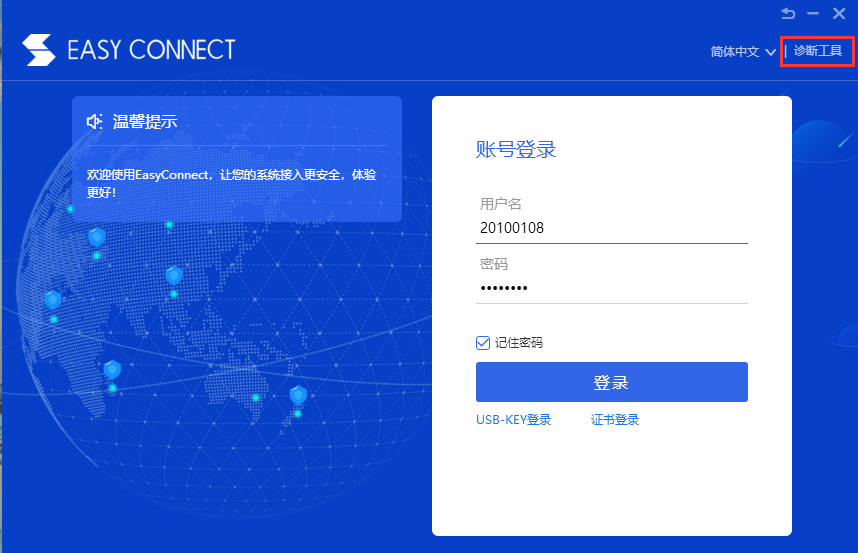 EASY CONNECT
简体中文 | 诊断工具
温馨提示
欢迎使用EasyConnect，让您的系统接入更安全，体验
更好！
账号登录
用户名
20100108
密码
••••••••
记住密码
登录
USB-KEY登录 证书登录